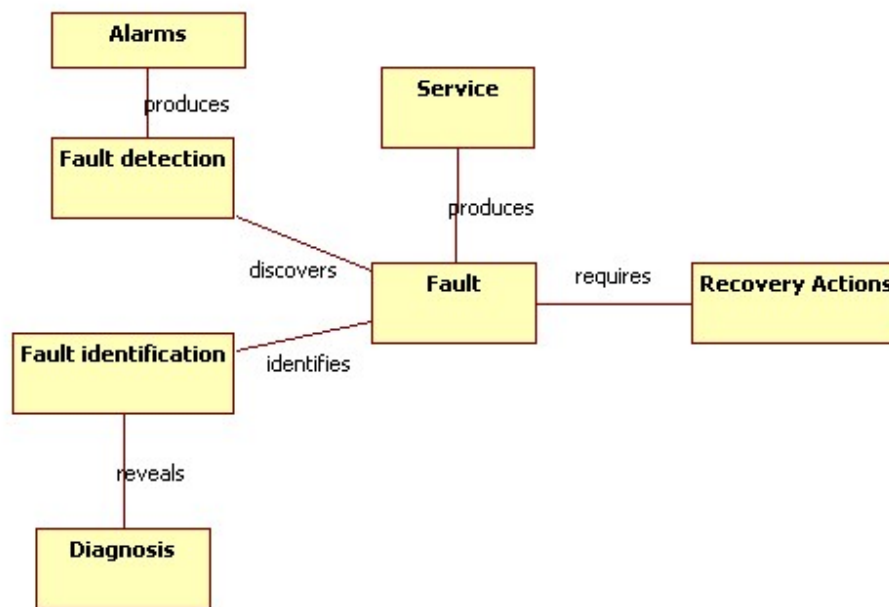 Alarms
produces
Service
Fault detection
produces
discovers
Fault
requires
Recovery Actions
Fault identification
identifies
reveals
Diagnosis